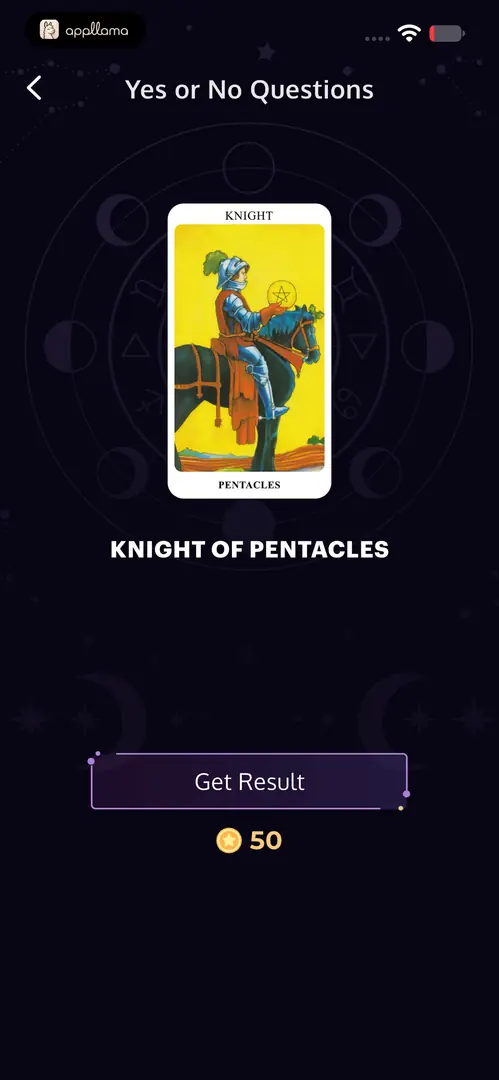 appllama
Yes or No Questions
KNIGHT
PENTACLES
KNIGHT OF PENTACLES
Get Result
50